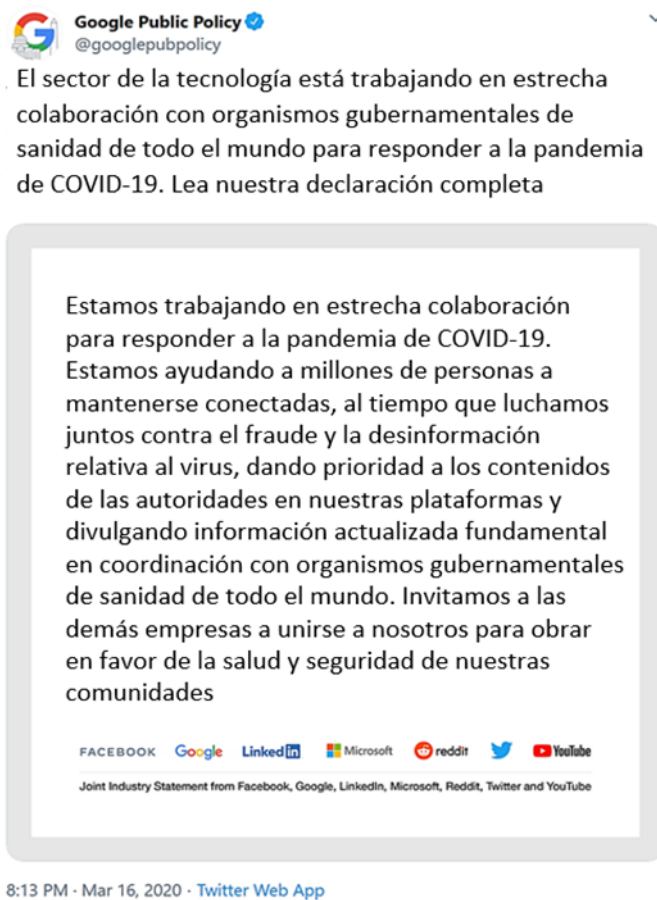 Google Public Policy
@googlepubpolicy
El sector de la tecnología está trabajando en estrecha
colaboración con organismos gubernamentales de
sanidad de todo el mundo para responder a la pandemia
de COVID-19. Lea nuestra declaración completa
Estamos trabajando en estrecha colaboración
para responder a la pandemia de COVID-19.
Estamos ayudando a millones de personas a
mantenerse conectadas, al tiempo que luchamos
juntos contra el fraude y la desinformación
relativa al virus, dando prioridad a los contenidos
de las autoridades en nuestras plataformas y
divulgando información actualizada fundamental
en coordinación con organismos gubernamentales
de sanidad de todo el mundo. Invitamos a las
demás empresas a unirse a nosotros para obrar
en favor de la salud y seguridad de nuestras
comunidades
FACEBOOK Google Linkedin Microsoft reddit YouTube
Joint Industry Statement from Facebook, Google, LinkedIn, Microsoft, Reddit, Twitter and YouTube
8:13 PM · Mar 16, 2020 · Twitter Web App